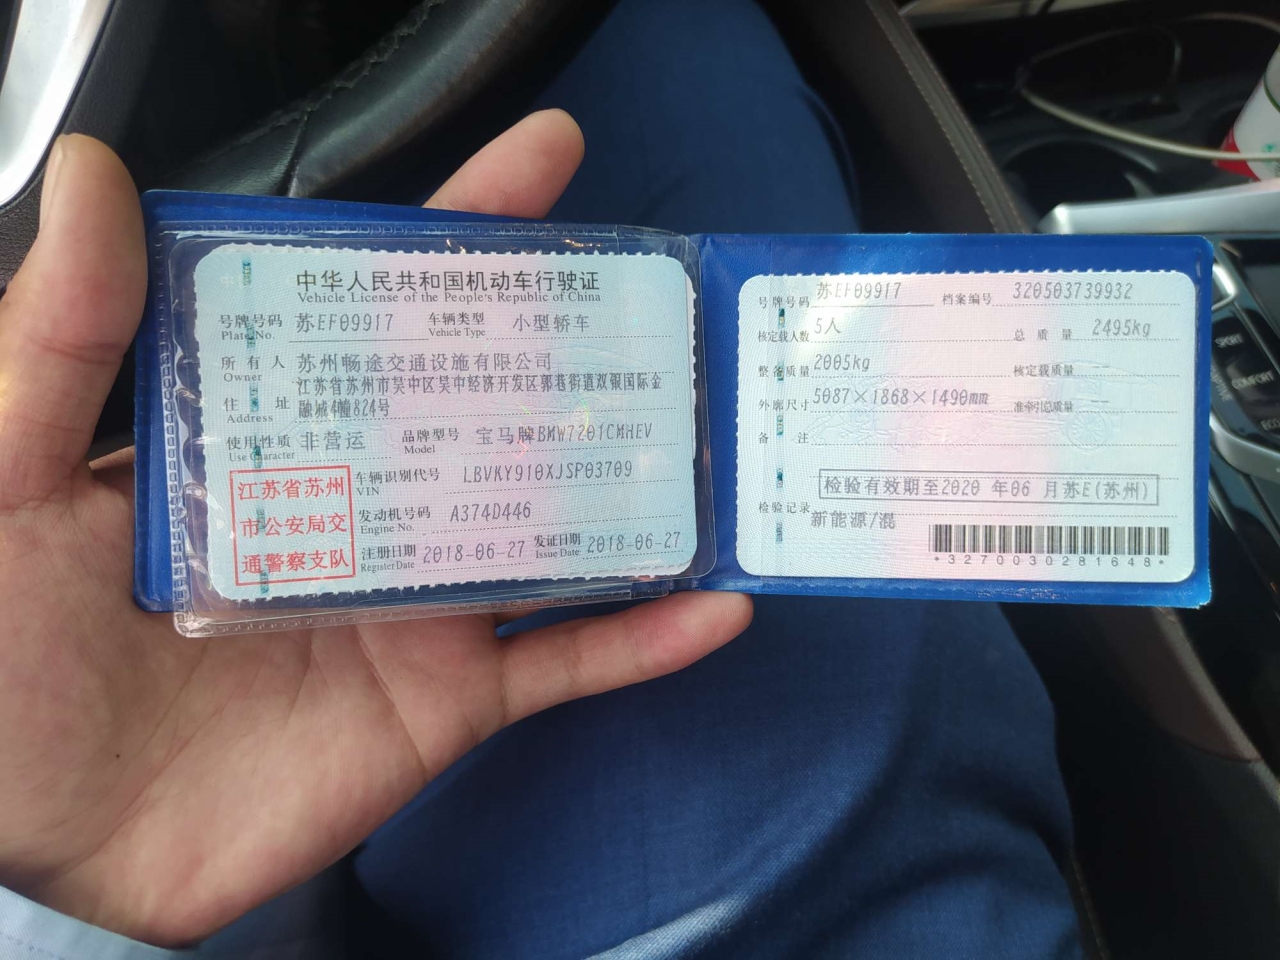 中华人民共和国机动车行驶证
Vehicle License of the People's Republic of China
号牌号码 苏EF09917 车辆类型 小型轿车
Plate No. Vehicle Type
所有人 苏州畅途交通设施有限公司
Owner
江苏省苏州市吴中区吴中经济开发区郭巷街道双银国际金
住址 融城4幢824号
Address
使用性质 非营运 品牌型号 宝马牌BMW7201CMHEV
Use Character Model
江苏省苏州
市公安局交
通警察支队
车辆识别代号 LBVKY910XJSP03709
VIN
发动机号码 A374D446
Engine No.
注册日期 2018-06-27 发证日期 2018-06-27
Register Date Issue Date
号牌号码 苏EF09917 档案编号 320503739932
核定载人数 5人 总质量 2495kg
整备质量 2005kg 核定载质量 --
外廓尺寸 5087×1868×1490mm 准牵引总质量 --
备注
检验有效期至2020 年06 月苏E(苏州)
检验记录
新能源/混
*3270030281648*
SPORT
COMFORT